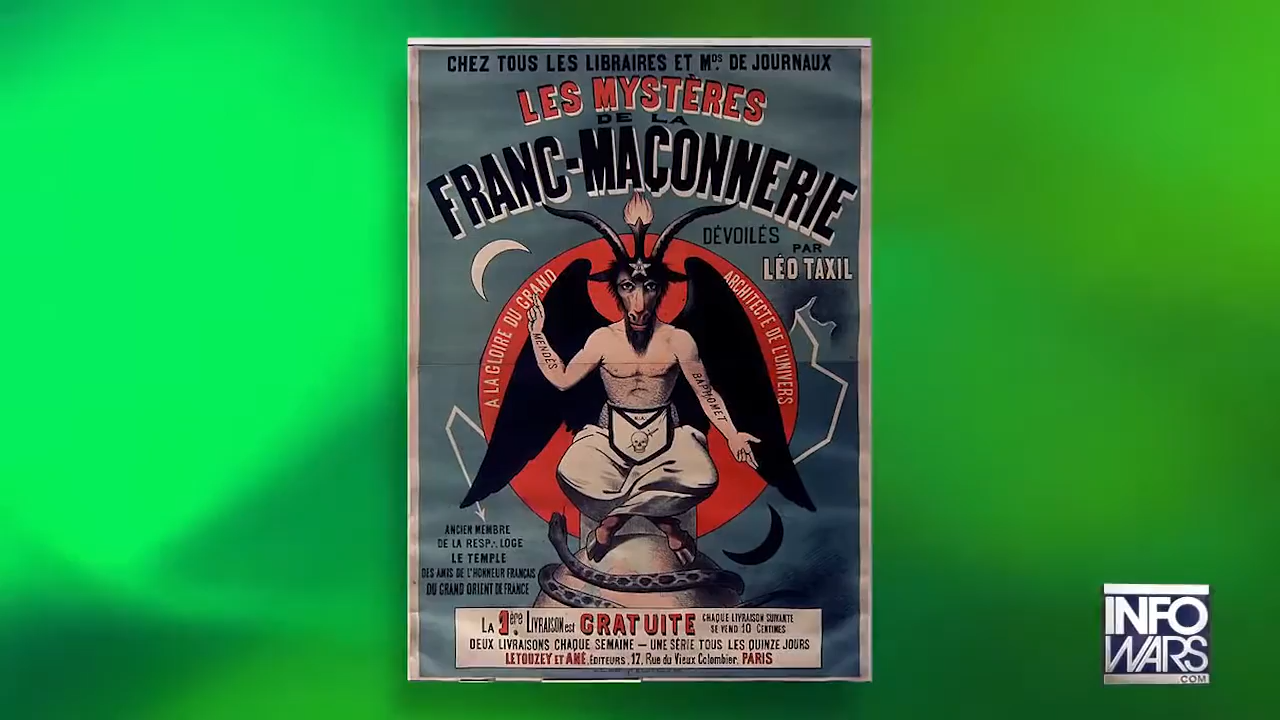 CHEZ TOUS LES LIBRAIRES ET MDS. DE JOURNAUX
LES MYSTÈRES
DE LA
FRANC-MAÇONNERIE
DÉVOILÉS
PAR
LÉO TAXIL
A LA GLOIRE DU GRAND
ARCHITECTE DE L'UNIVERS
MENDÈS
BAPHOMET
ANCIEN MEMBRE
DE LA RESP∴ LOGE
LE TEMPLE
DES AMIS DE L'HONNEUR FRANÇAIS
DU GRAND ORIENT DE FRANCE
LA 1ère LIVRAISON est GRATUITE
CHAQUE LIVRAISON SUIVANTE
SE VEND 10 CENTIMES
DEUX LIVRAISONS CHAQUE SEMAINE – UNE SÉRIE TOUS LES QUINZE JOURS
LETOUZEY ET ANÉ, ÉDITEURS, 17, Rue du Vieux Colombier, PARIS
INFO
WARS
.COM